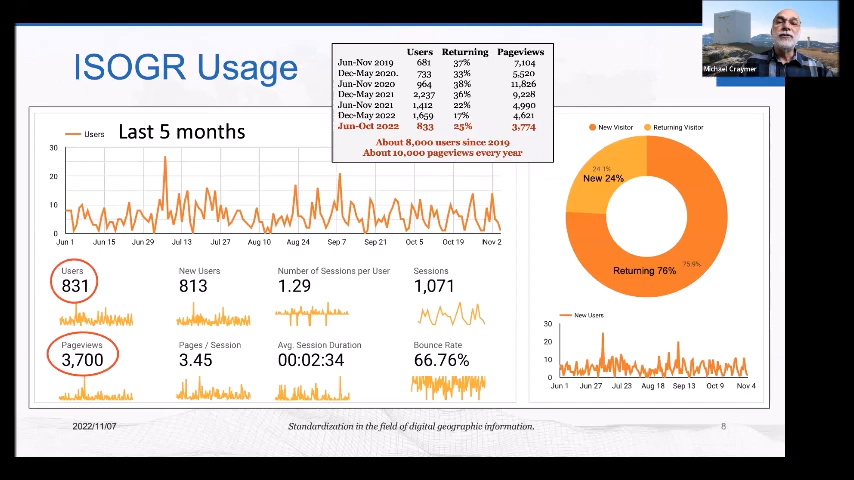 ISOGR Usage
Users Returning Pageviews
Jun-Nov 2019 681 37% 7,104
Dec-May 2020. 733 33% 5,520
Jun-Nov 2020 964 38% 11,826
Dec-May 2021 2,237 36% 9,228
Jun-Nov 2021 1,412 22% 4,990
Dec-May 2022 1,659 17% 4,621
Jun-Oct 2022 833 25% 3,774
About 8,000 users since 2019
About 10,000 pageviews every year
Michael Craymer
Users Last 5 months
30
20
10
0
Jun 1 Jun 15 Jun 29 Jul 13 Jul 27 Aug 10 Aug 24 Sep 7 Sep 21 Oct 5 Oct 19 Nov 2
Users New Users Number of Sessions per User Sessions
831 813 1.29 1,071
Pageviews Pages / Session Avg. Session Duration Bounce Rate
3,700 3.45 00:02:34 66.76%
New Visitor Returning Visitor
24.1%
New 24%
75.9%
Returning 76%
New Users
30
20
10
0
Jun 1 Jun 27 Jul 23 Aug 18 Sep 13 Oct 9 Nov 4
2022/11/07 Standardization in the field of digital geographic information. 8